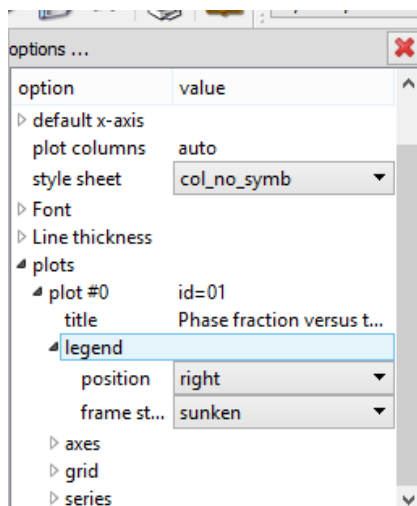 options ...
option value
default x-axis
plot columns auto
style sheet col_no_symb
Font
Line thickness
plots
plot #0 id=01
title Phase fraction versus t...
legend
position right
frame st... sunken
axes
grid
series